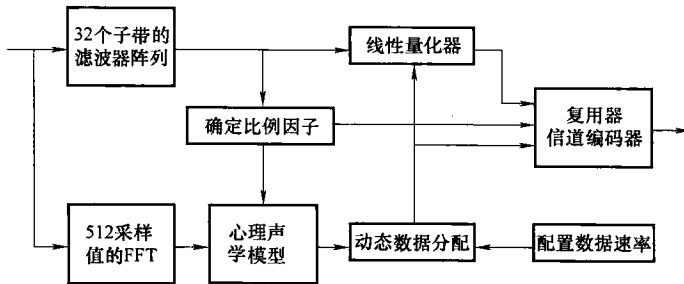 32个子带的
滤波器阵列
线性量化器
确定比例因子
复用器
信道编码器
512采样
值的FFT
心理声
学模型
动态数据分配
配置数据速率